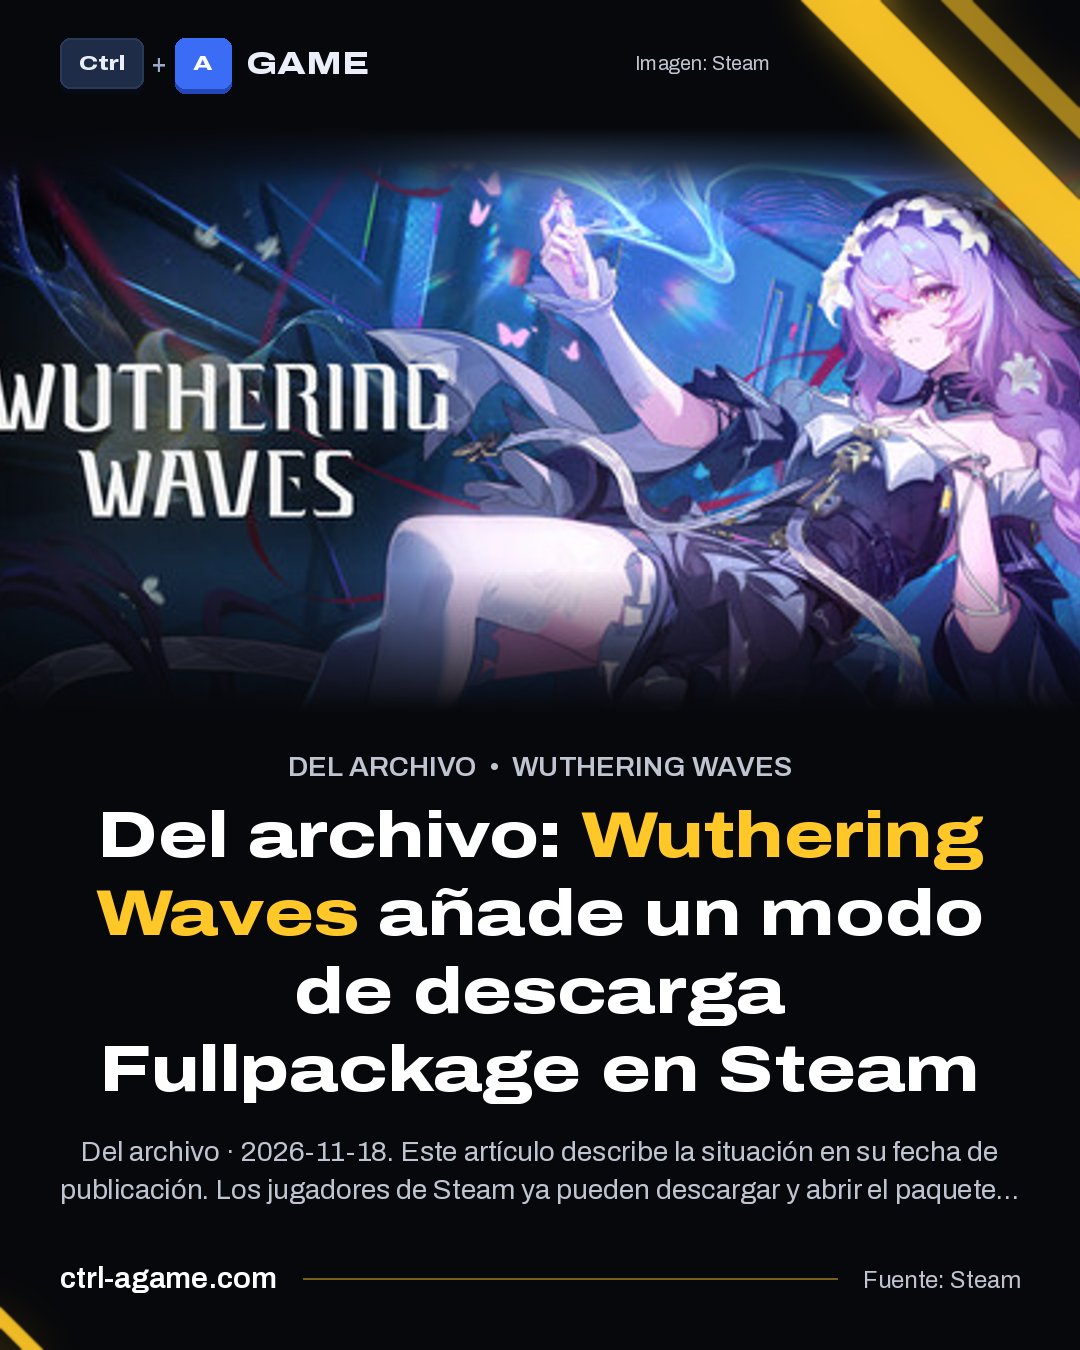 Ctrl + A GAME
Imagen: Steam
WUTHERING
WAVES
DEL ARCHIVO • WUTHERING WAVES
Del archivo: Wuthering
Waves añade un modo
de descarga
Fullpackage en Steam
Del archivo · 2026-11-18. Este artículo describe la situación en su fecha de
publicación. Los jugadores de Steam ya pueden descargar y abrir el paquete...
ctrl-agame.com
Fuente: Steam